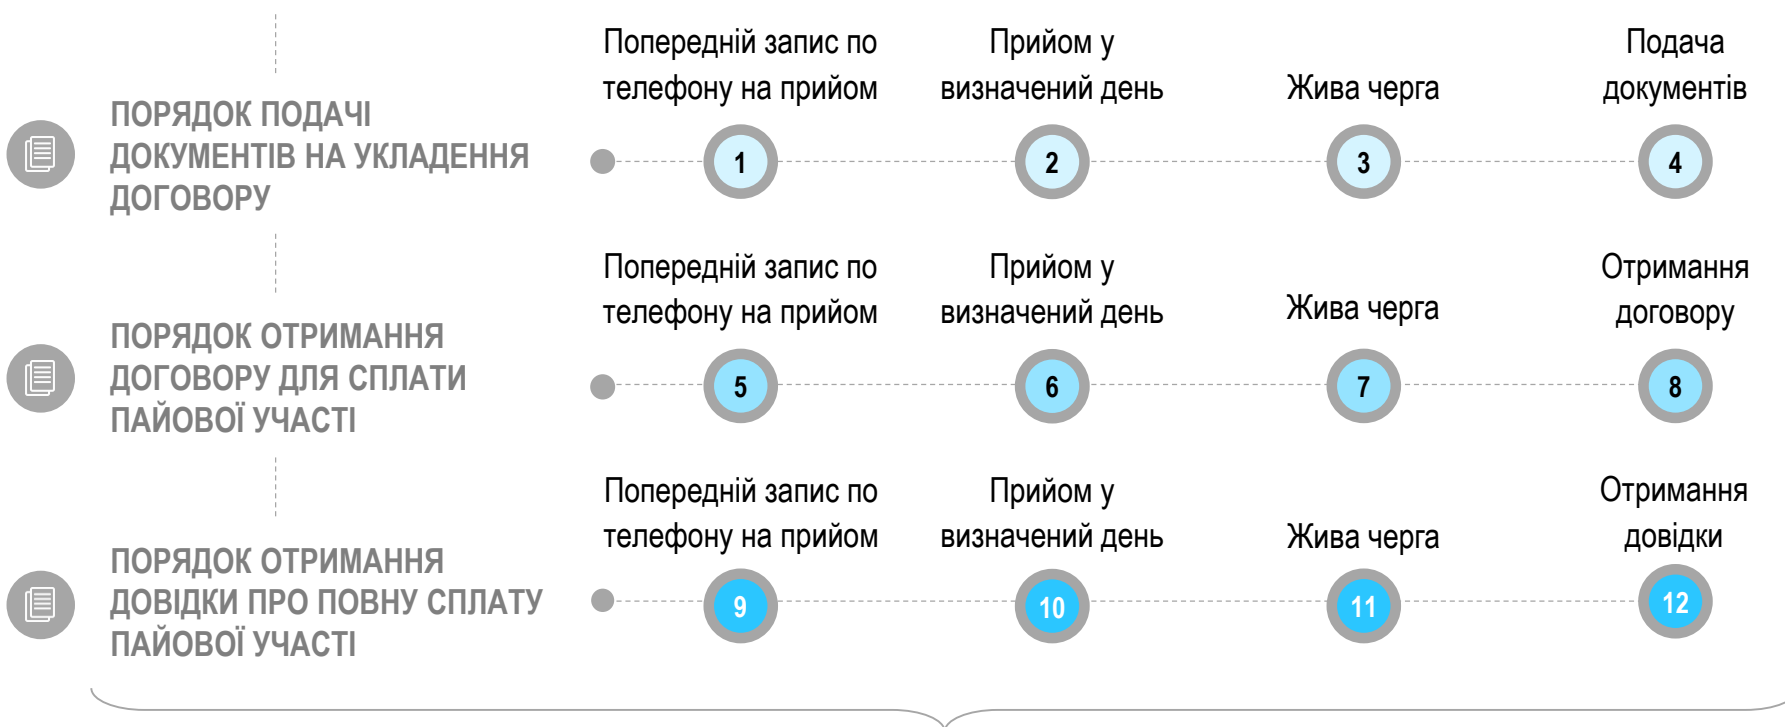 ПОРЯДОК ПОДАЧІ
ДОКУМЕНТІВ НА УКЛАДЕННЯ
ДОГОВОРУ
Попередній запис по
телефону на прийом
1
Прийом у
визначений день
2
Жива черга
3
Подача
документів
4
ПОРЯДОК ОТРИМАННЯ
ДОГОВОРУ ДЛЯ СПЛАТИ
ПАЙОВОЇ УЧАСТІ
Попередній запис по
телефону на прийом
5
Прийом у
визначений день
6
Жива черга
7
Отримання
договору
8
ПОРЯДОК ОТРИМАННЯ
ДОВІДКИ ПРО ПОВНУ СПЛАТУ
ПАЙОВОЇ УЧАСТІ
Попередній запис по
телефону на прийом
9
Прийом у
визначений день
10
Жива черга
11
Отримання
довідки
12